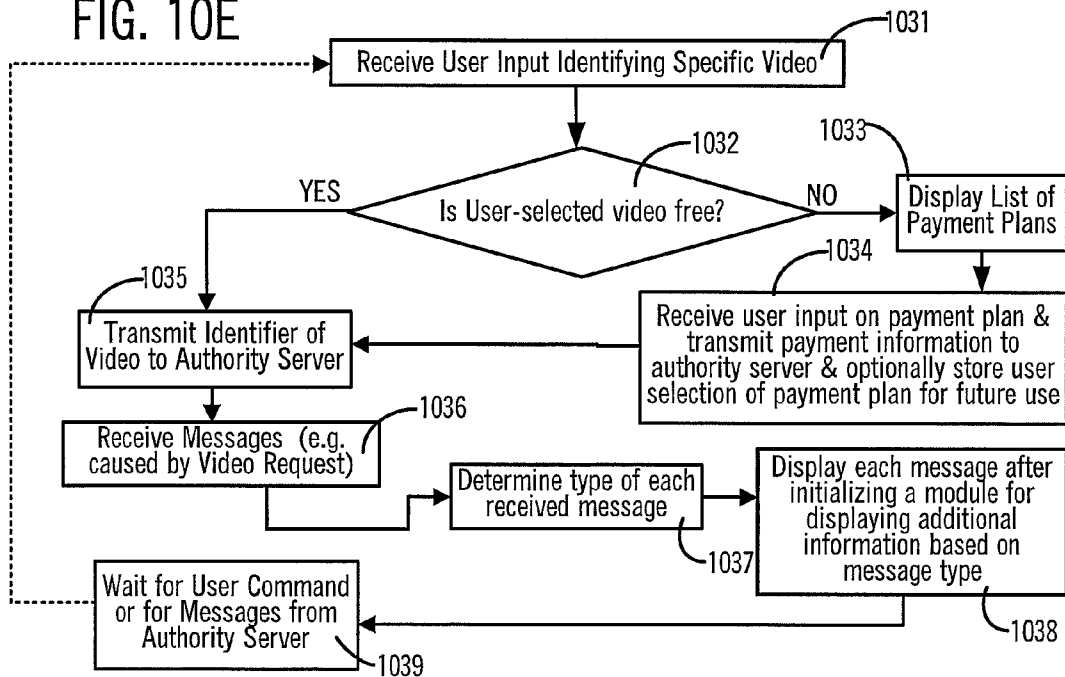 FIG. 10E
1031
Receive User Input Identifying Specific Video
1032
Is User-selected video free?
YES
NO
1033
Display List of
Payment Plans
1034
Receive user input on payment plan &
transmit payment information to
authority server & optionally store user
selection of payment plan for future use
1035
Transmit Identifier of
Video to Authority Server
1036
Receive Messages (e.g.
caused by Video Request)
Determine type of each
received message
1037
Display each message after
initializing a module for
displaying additional
information based on
message type
1038
Wait for User Command
or for Messages from
Authority Server
1039